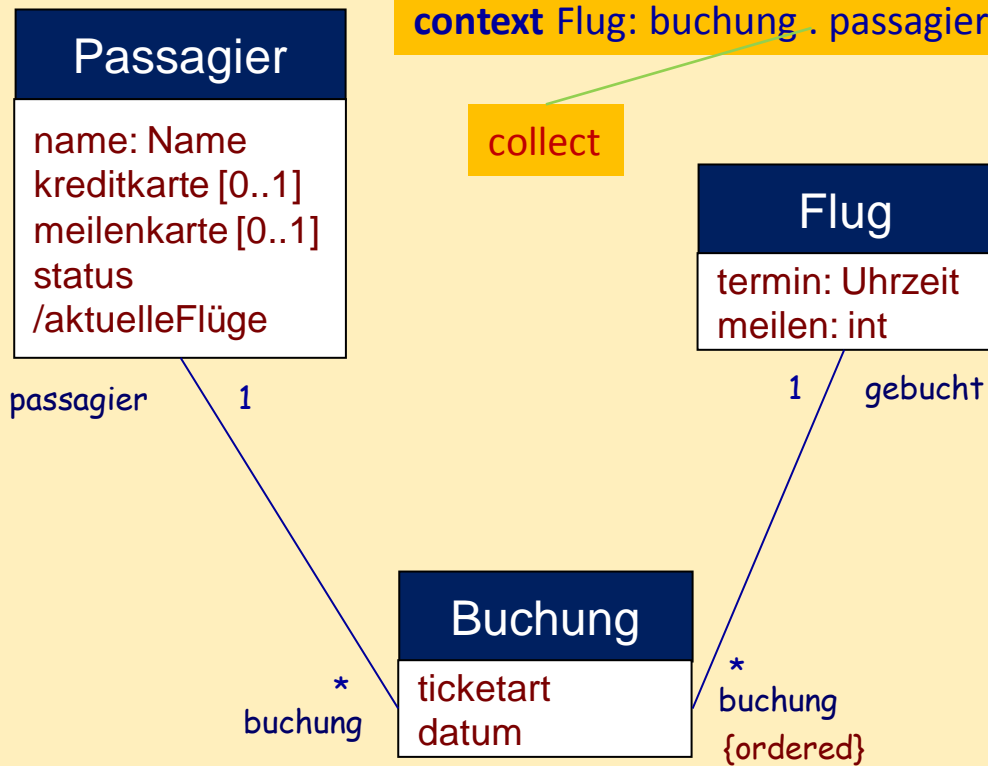 context Flug: buchung . passagier
collect
Passagier
name: Name
kreditkarte [0..1]
meilenkarte [0..1]
status
/aktuelleFlüge
Flug
termin: Uhrzeit
meilen: int
passagier 1
1 gebucht
Buchung
ticketart
datum
*
buchung
*
buchung
{ordered}